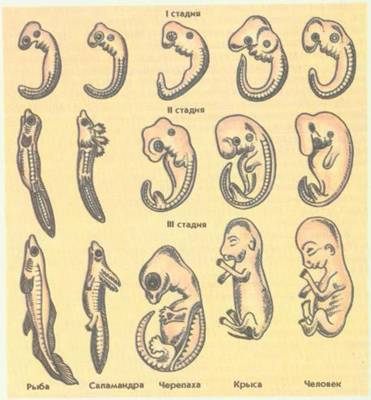 I стадия
II стадия
III стадия
Рыба Саламандра Черепаха Крыса Человек